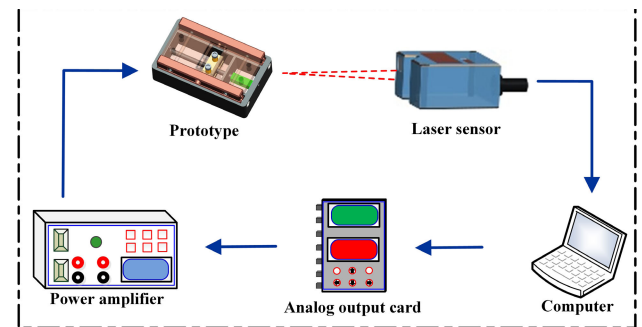 Prototype
Laser sensor
Power amplifier
Analog output card
Computer